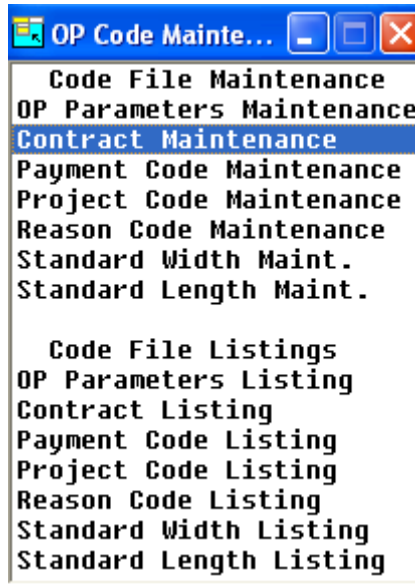 OP Code Mainte...
Code File Maintenance
OP Parameters Maintenance
Contract Maintenance
Payment Code Maintenance
Project Code Maintenance
Reason Code Maintenance
Standard Width Maint.
Standard Length Maint.
Code File Listings
OP Parameters Listing
Contract Listing
Payment Code Listing
Project Code Listing
Reason Code Listing
Standard Width Listing
Standard Length Listing